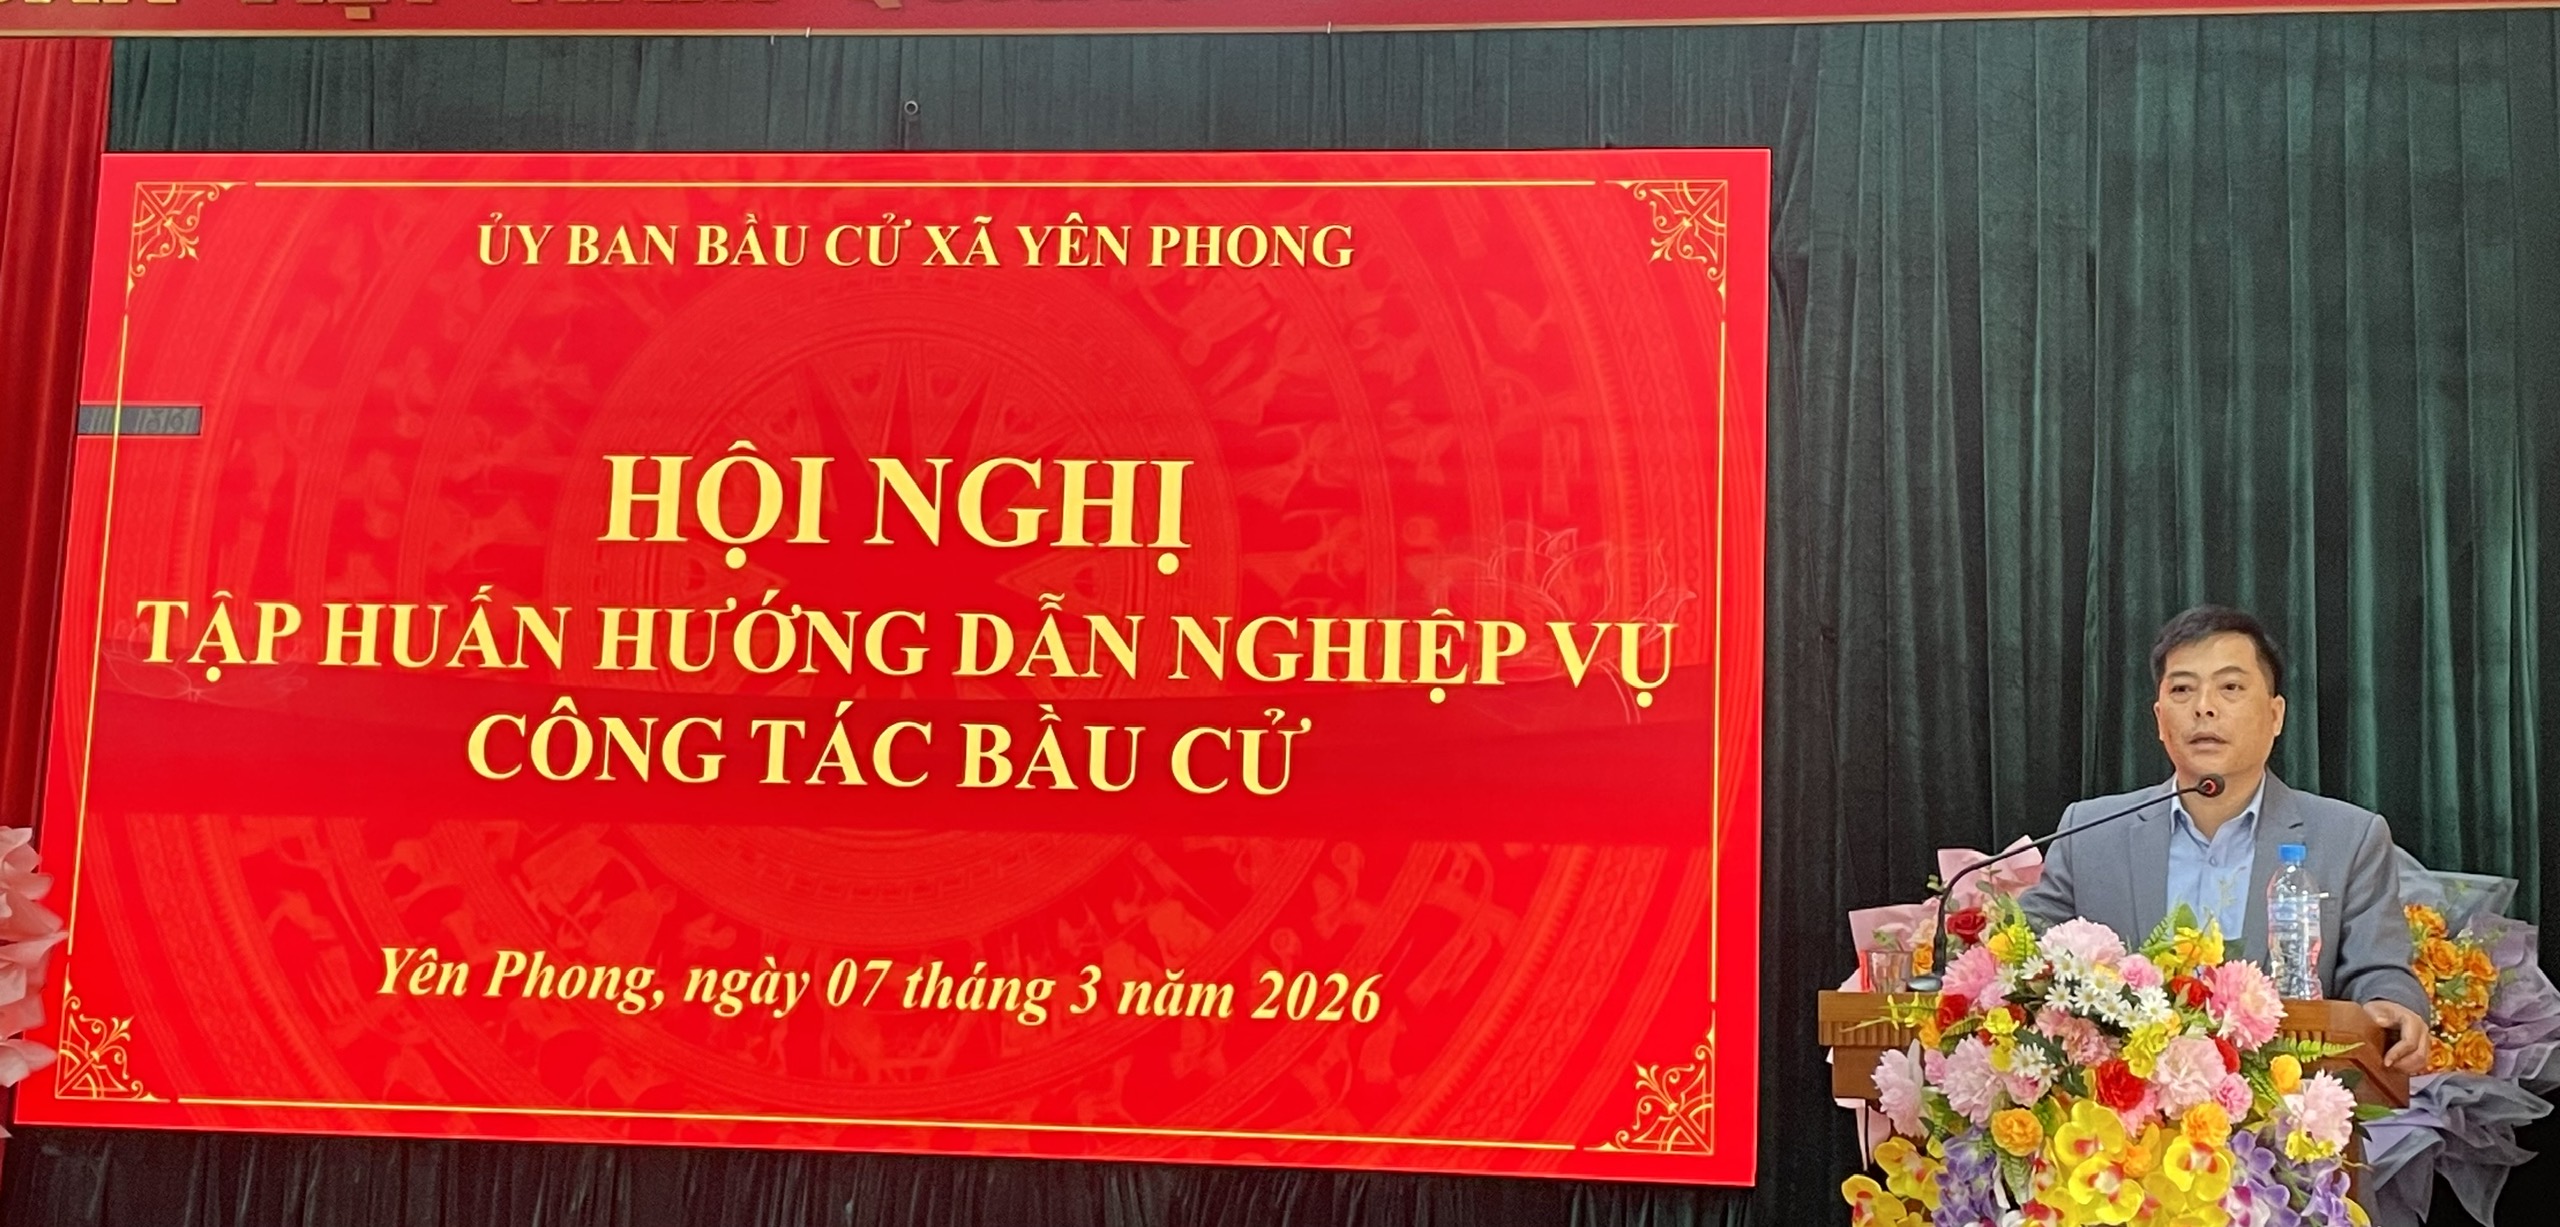 ỦY BAN BẦU CỬ XÃ YÊN PHONG
HỘI NGHỊ
TẬP HUẤN HƯỚNG DẪN NGHIỆP VỤ
CÔNG TÁC BẦU CỬ
Yên Phong, ngày 07 tháng 3 năm 2026